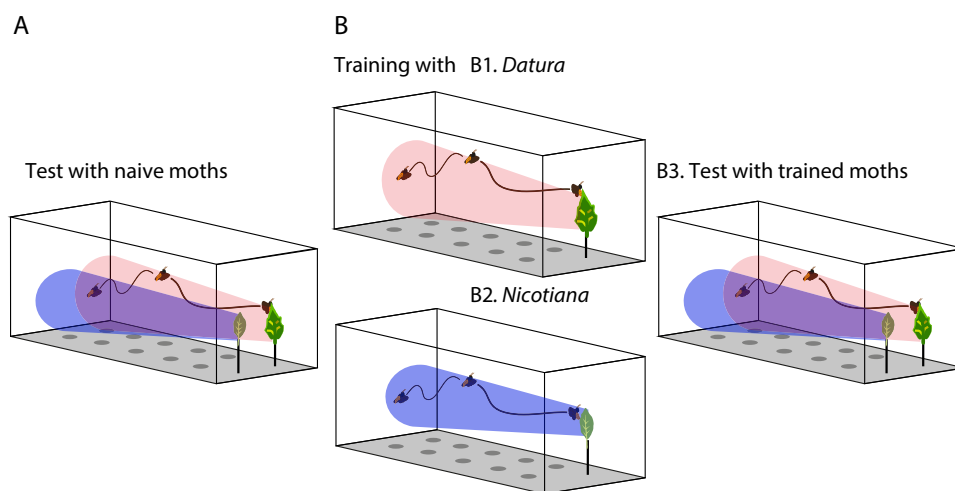 A
B
Training with B1. Datura
Test with naive moths
B3. Test with trained moths
B2. Nicotiana